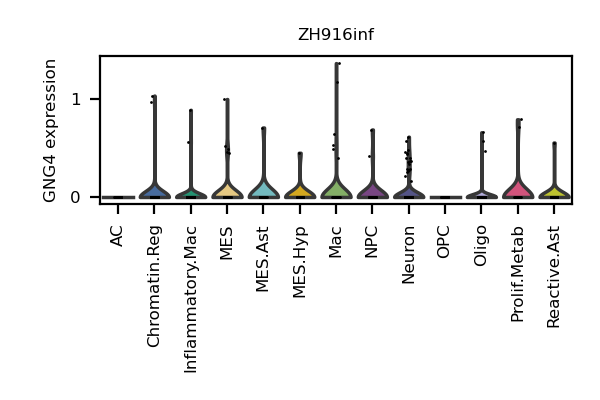 ZH916inf
GNG4 expression
1
0
AC
Chromatin.Reg
Inflammatory.Mac
MES
MES.Ast
MES.Hyp
Mac
NPC
Neuron
OPC
Oligo
Prolif.Metab
Reactive.Ast